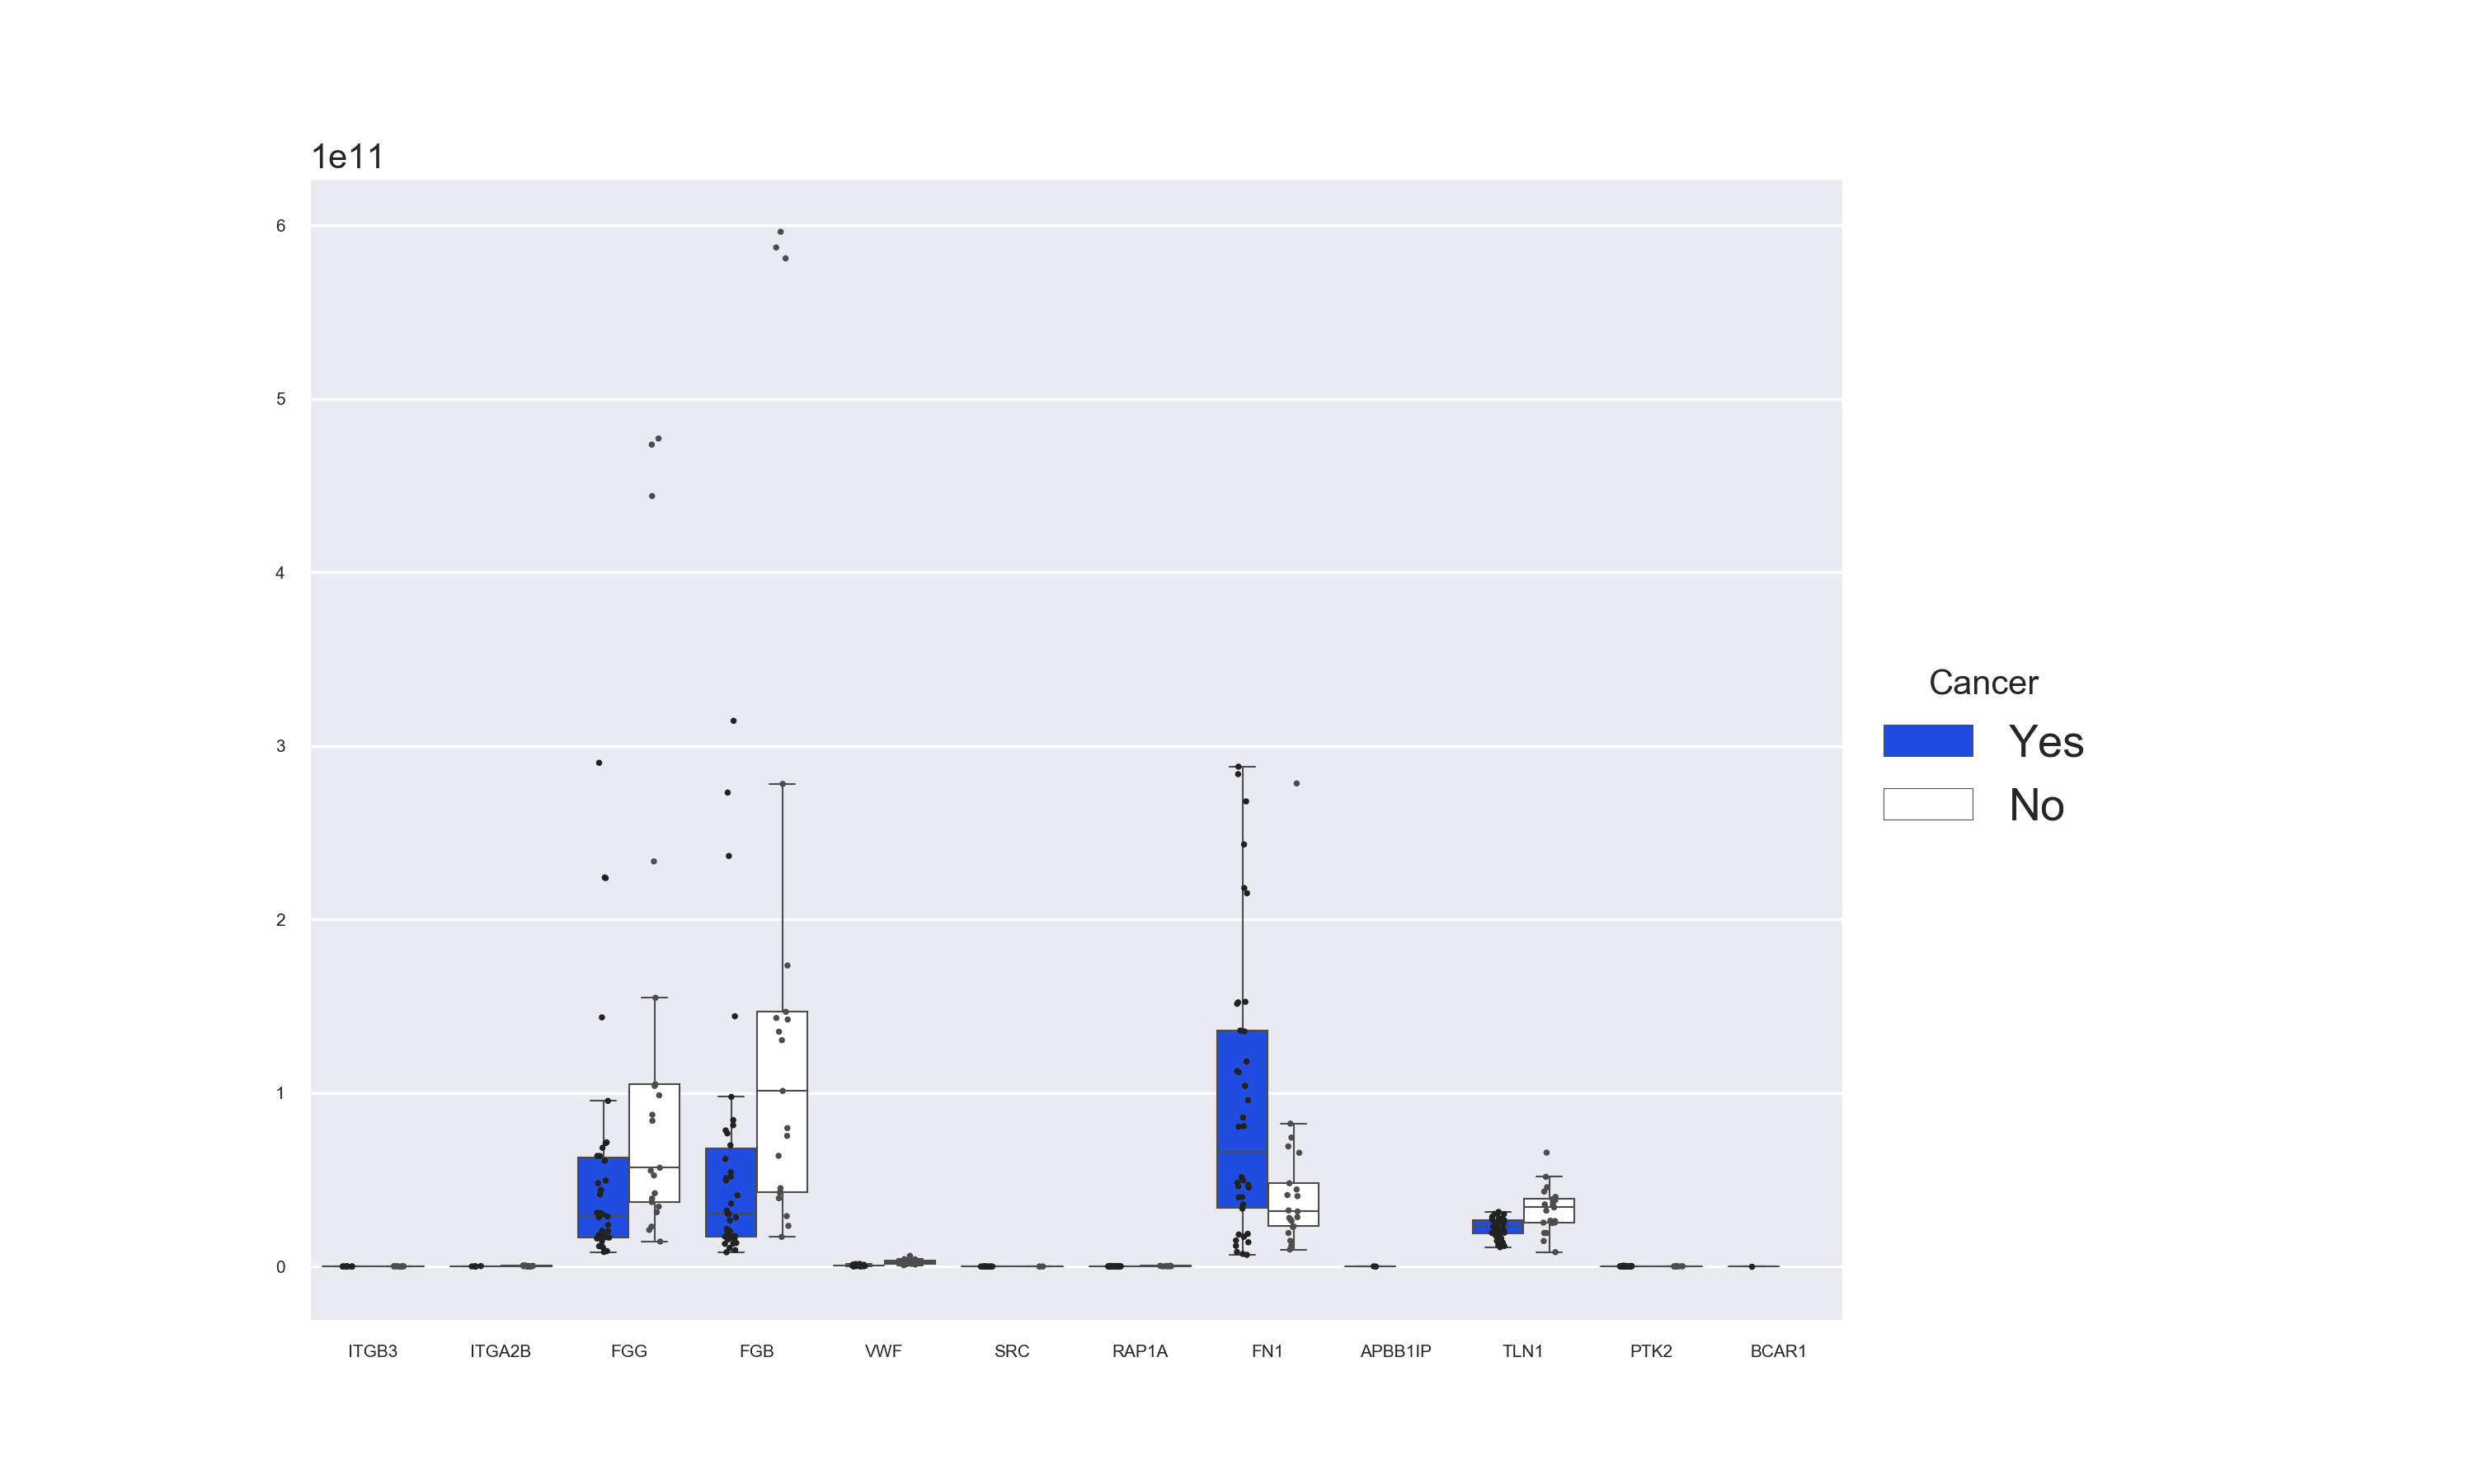 1e11
6
5
4
3
2
1
0
ITGB3 ITGA2B FGG FGB VWF SRC RAP1A FN1 APBB1IP TLN1 PTK2 BCAR1
Cancer
Yes
No